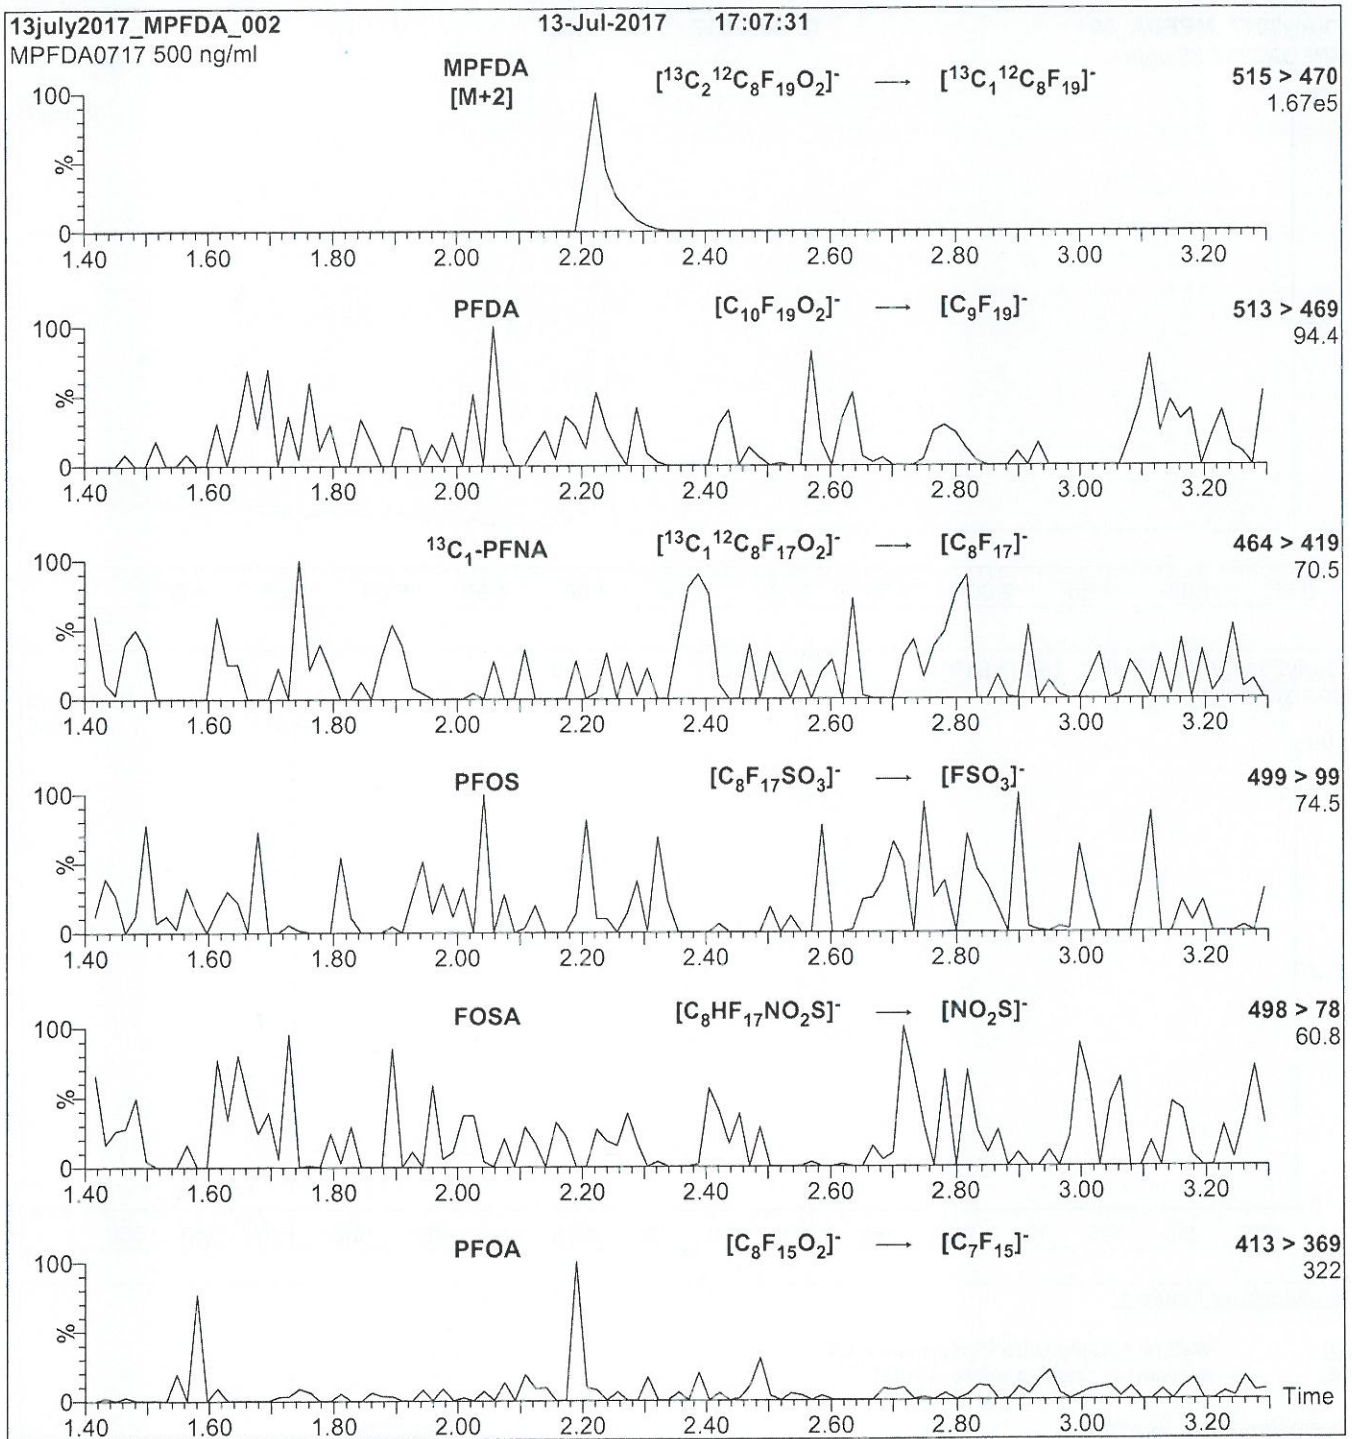 13july2017_MPFDA_002 13-Jul-2017 17:07:31
MPFDA0717 500 ng/ml
MPFDA [¹³C₂¹²C₈F₁₉O₂]⁻ → [¹³C₁¹²C₈F₁₉]⁻ 515 > 470
[M+2] 1.67e5
100
%
0
1.40 1.60 1.80 2.00 2.20 2.40 2.60 2.80 3.00 3.20
PFDA [C₁₀F₁₉O₂]⁻ → [C₉F₁₉]⁻ 513 > 469
94.4
100
%
0
1.40 1.60 1.80 2.00 2.20 2.40 2.60 2.80 3.00 3.20
¹³C₁-PFNA [¹³C₁¹²C₈F₁₇O₂]⁻ → [C₈F₁₇]⁻ 464 > 419
70.5
100
%
0
1.40 1.60 1.80 2.00 2.20 2.40 2.60 2.80 3.00 3.20
PFOS [C₈F₁₇SO₃]⁻ → [FSO₃]⁻ 499 > 99
74.5
100
%
0
1.40 1.60 1.80 2.00 2.20 2.40 2.60 2.80 3.00 3.20
FOSA [C₈HF₁₇NO₂S]⁻ → [NO₂S]⁻ 498 > 78
60.8
100
%
0
1.40 1.60 1.80 2.00 2.20 2.40 2.60 2.80 3.00 3.20
PFOA [C₈F₁₅O₂]⁻ → [C₇F₁₅]⁻ 413 > 369
322
100
%
0 Time
1.40 1.60 1.80 2.00 2.20 2.40 2.60 2.80 3.00 3.20